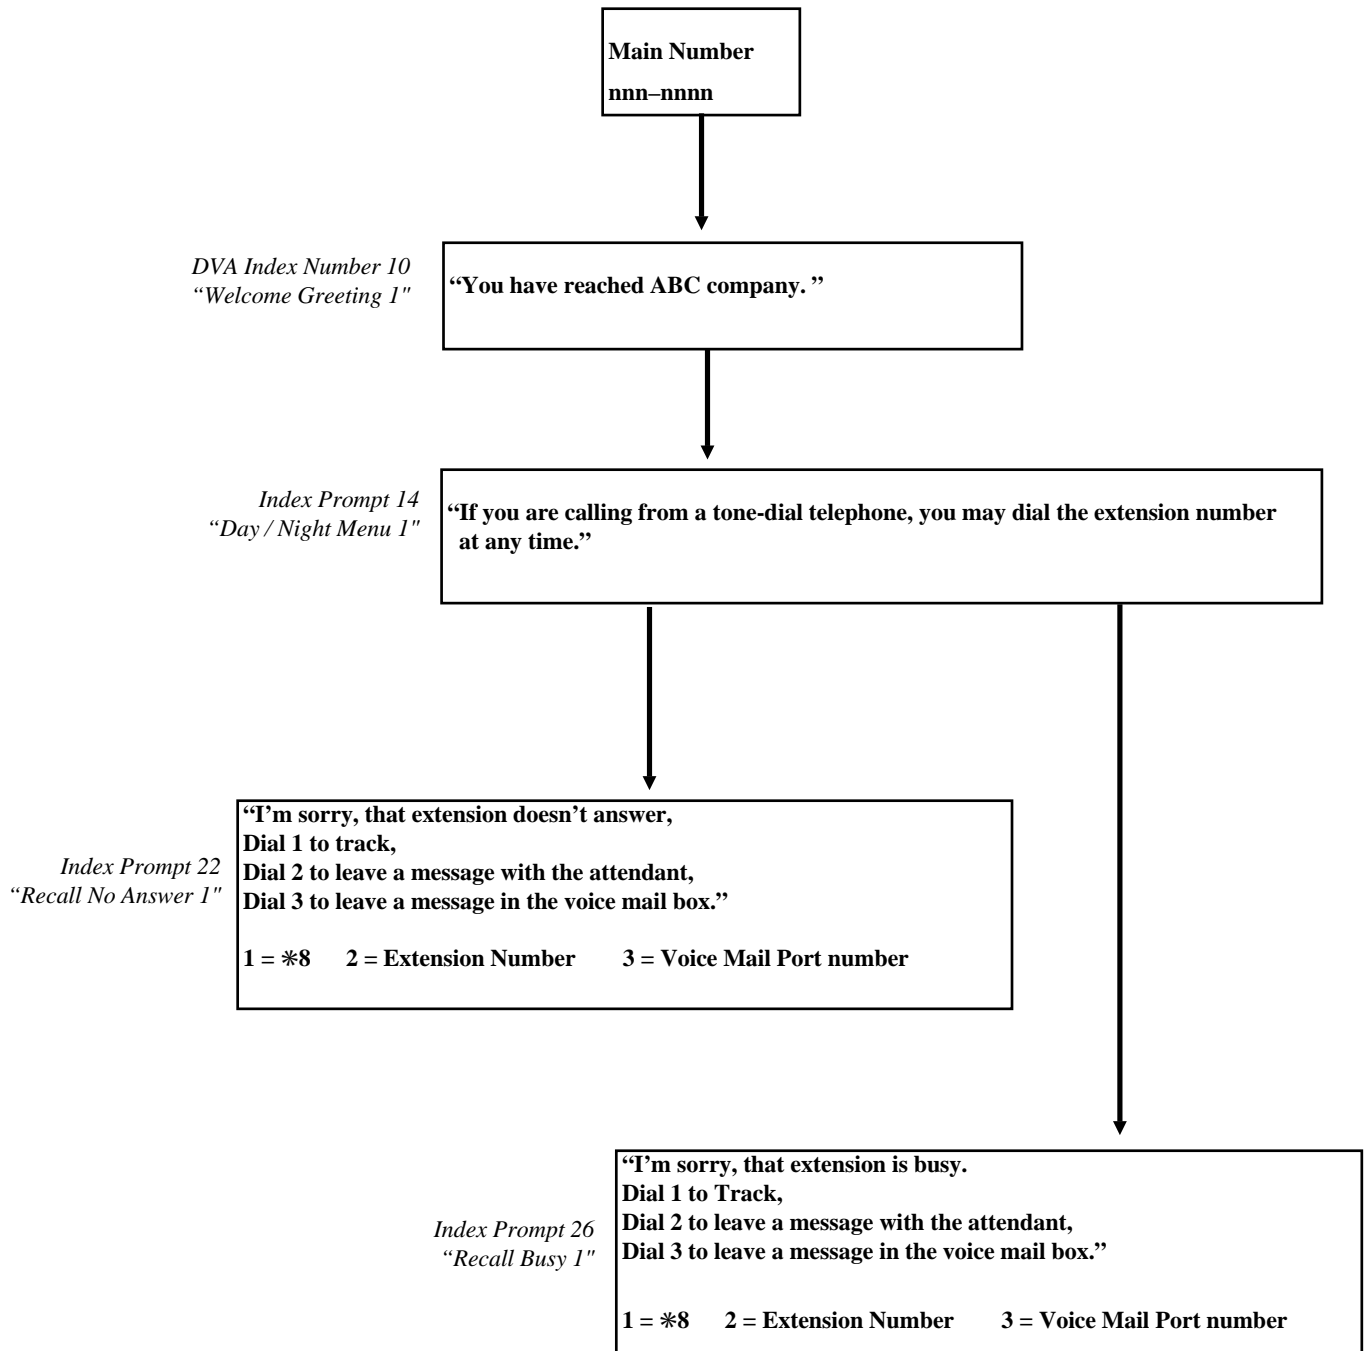 Main Number
nnn–nnnn
DVA Index Number 10
“Welcome Greeting 1"
“You have reached ABC company. ”
Index Prompt 14
“Day / Night Menu 1"
“If you are calling from a tone-dial telephone, you may dial the extension number
at any time.”
Index Prompt 22
“Recall No Answer 1"
“I’m sorry, that extension doesn’t answer,
Dial 1 to track,
Dial 2 to leave a message with the attendant,
Dial 3 to leave a message in the voice mail box.”
1 = ✳8 2 = Extension Number 3 = Voice Mail Port number
Index Prompt 26
“Recall Busy 1"
“I’m sorry, that extension is busy.
Dial 1 to Track,
Dial 2 to leave a message with the attendant,
Dial 3 to leave a message in the voice mail box.”
1 = ✳8 2 = Extension Number 3 = Voice Mail Port number